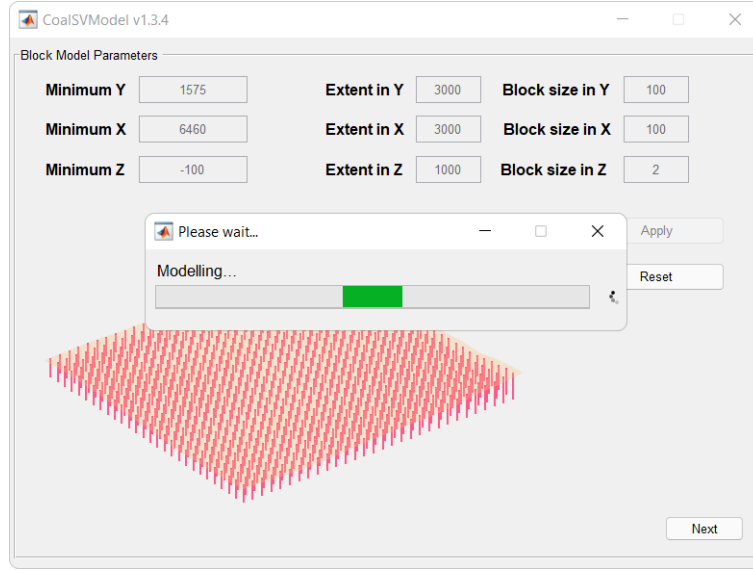 CoalSVModel v1.3.4
Block Model Parameters
Minimum Y 1575 Extent in Y 3000 Block size in Y 100
Minimum X 6460 Extent in X 3000 Block size in X 100
Minimum Z -100 Extent in Z 1000 Block size in Z 2
Please wait...
Apply
Modelling...
Reset
Next